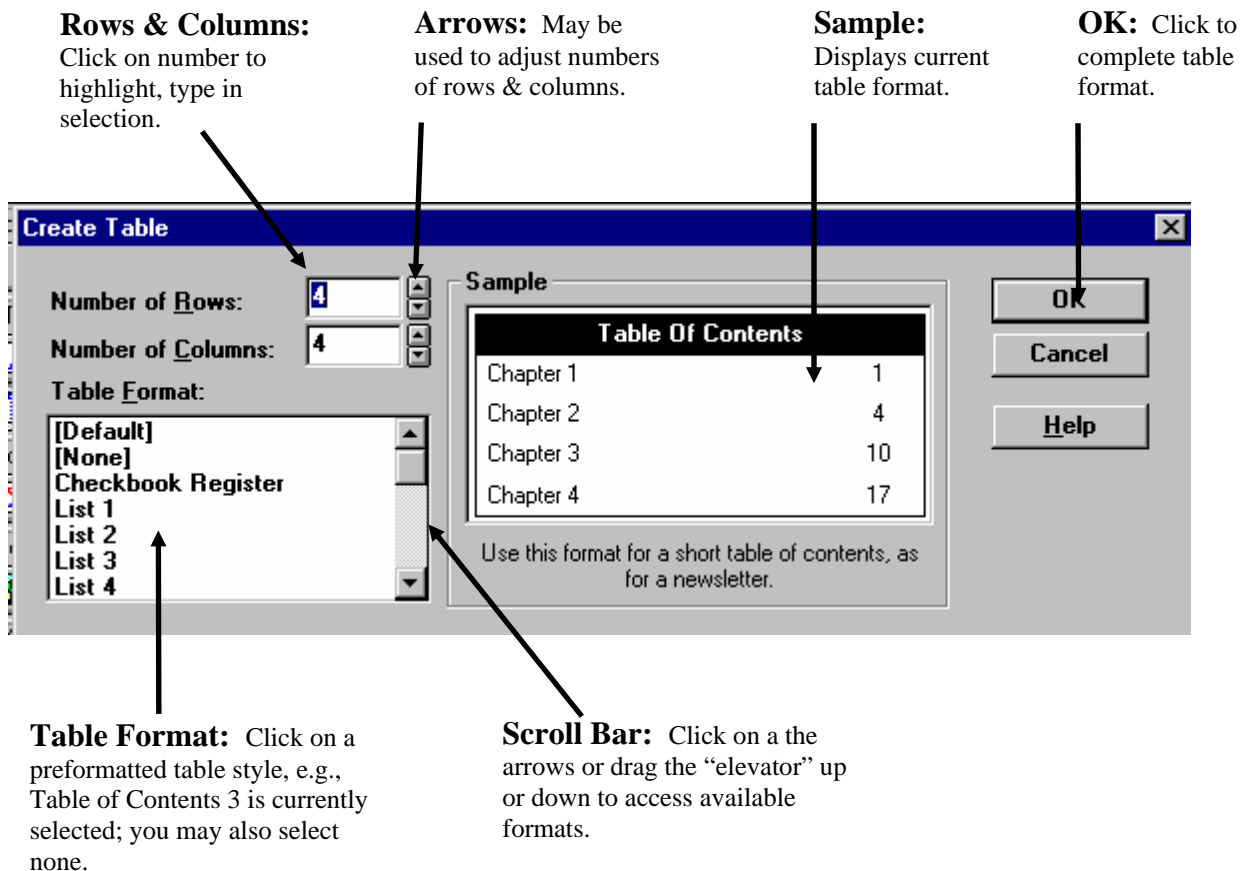 Rows & Columns:
Click on number to
highlight, type in
selection.
Arrows: May be
used to adjust numbers
of rows & columns.
Sample:
Displays current
table format.
OK: Click to
complete table
format.
Create Table
Number of Rows:
4
Number of Columns:
4
Table Format:
[Default]
[None]
Checkbook Register
List 1
List 2
List 3
List 4
Sample
Table Of Contents
Chapter 1 1
Chapter 2 4
Chapter 3 10
Chapter 4 17
Use this format for a short table of contents, as
for a newsletter.
OK
Cancel
Help
Table Format: Click on a
preformatted table style, e.g.,
Table of Contents 3 is currently
selected; you may also select
none.
Scroll Bar: Click on a the
arrows or drag the “elevator” up
or down to access available
formats.